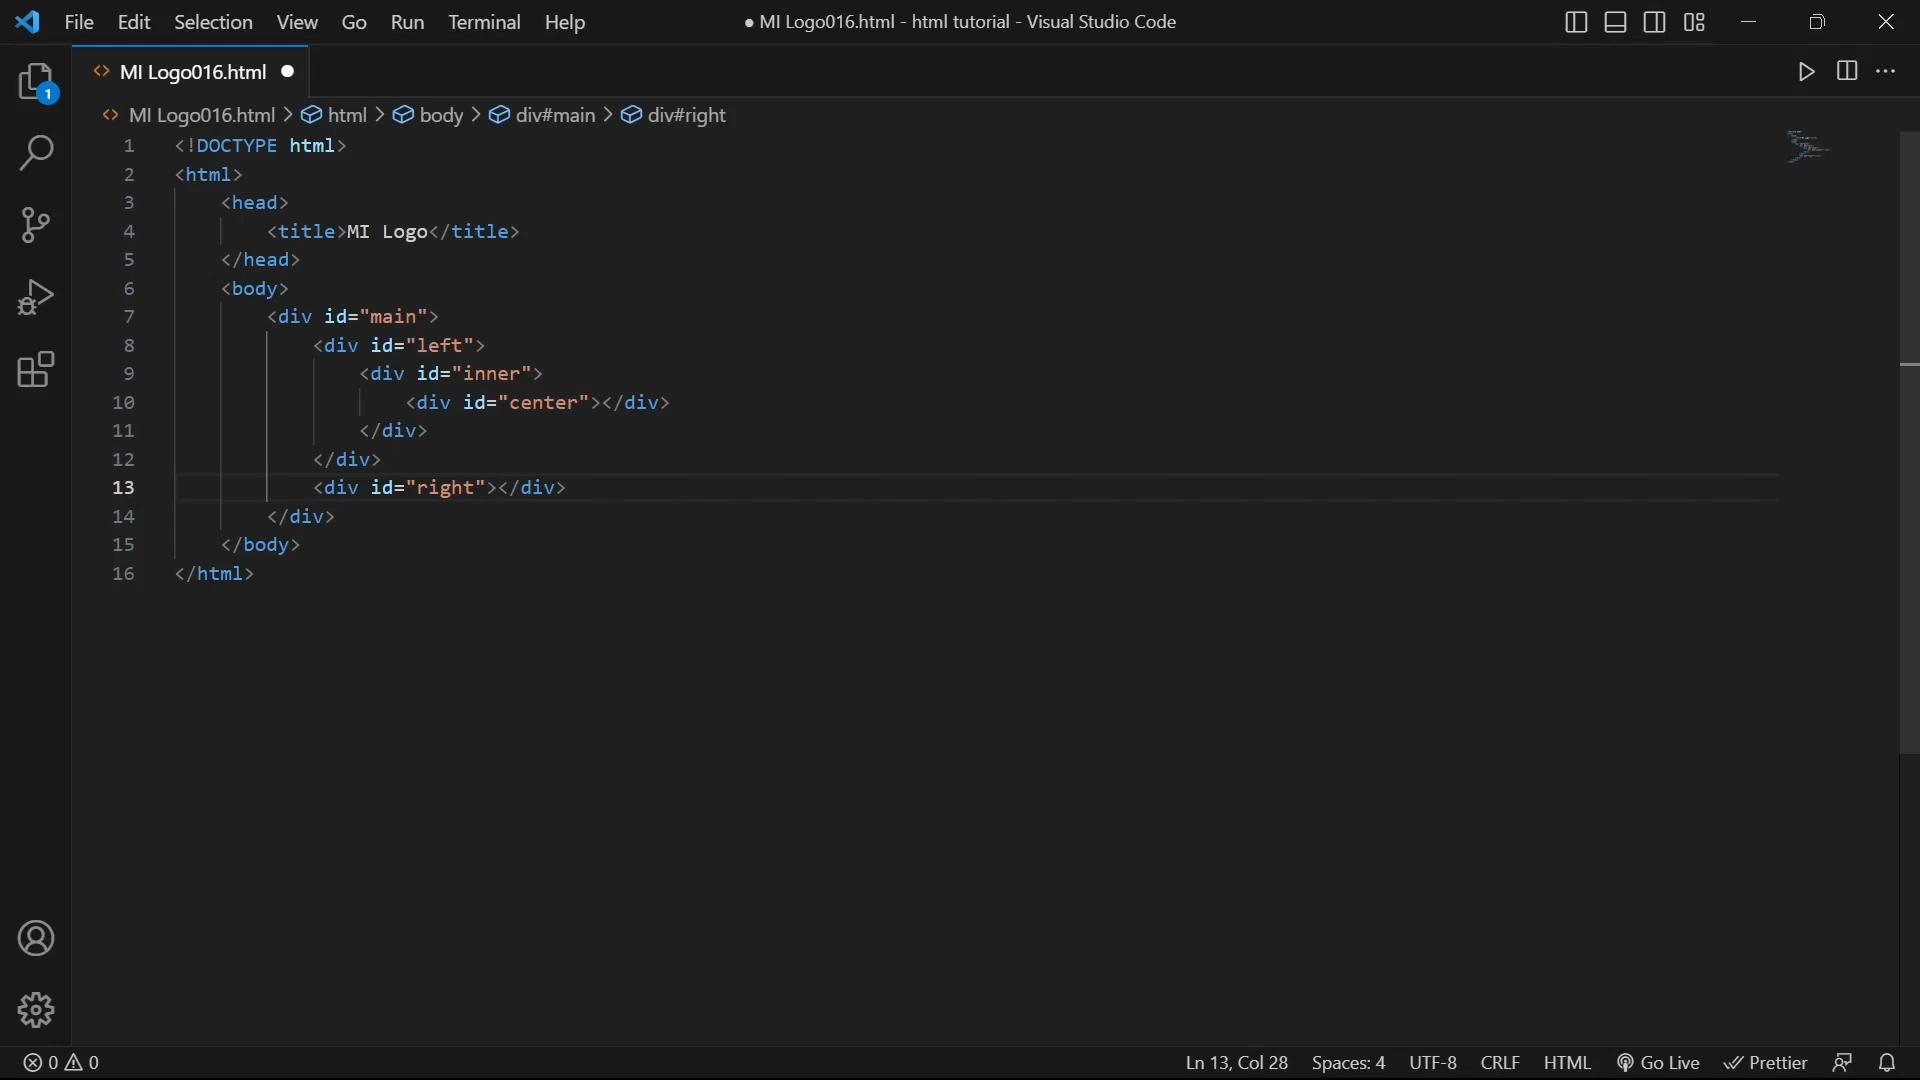 File Edit Selection View Go Run Terminal Help
● MI Logo016.html - html tutorial - Visual Studio Code
MI Logo016.html
1
MI Logo016.html > html > body > div#main > div#right
1 <!DOCTYPE html>
2 <html>
3 <head>
4 <title>MI Logo</title>
5 </head>
6 <body>
7 <div id="main">
8 <div id="left">
9 <div id="inner">
10 <div id="center"></div>
11 </div>
12 </div>
13 <div id="right"></div>
14 </div>
15 </body>
16 </html>
0 0 Ln 13, Col 28 Spaces: 4 UTF-8 CRLF HTML Go Live Prettier